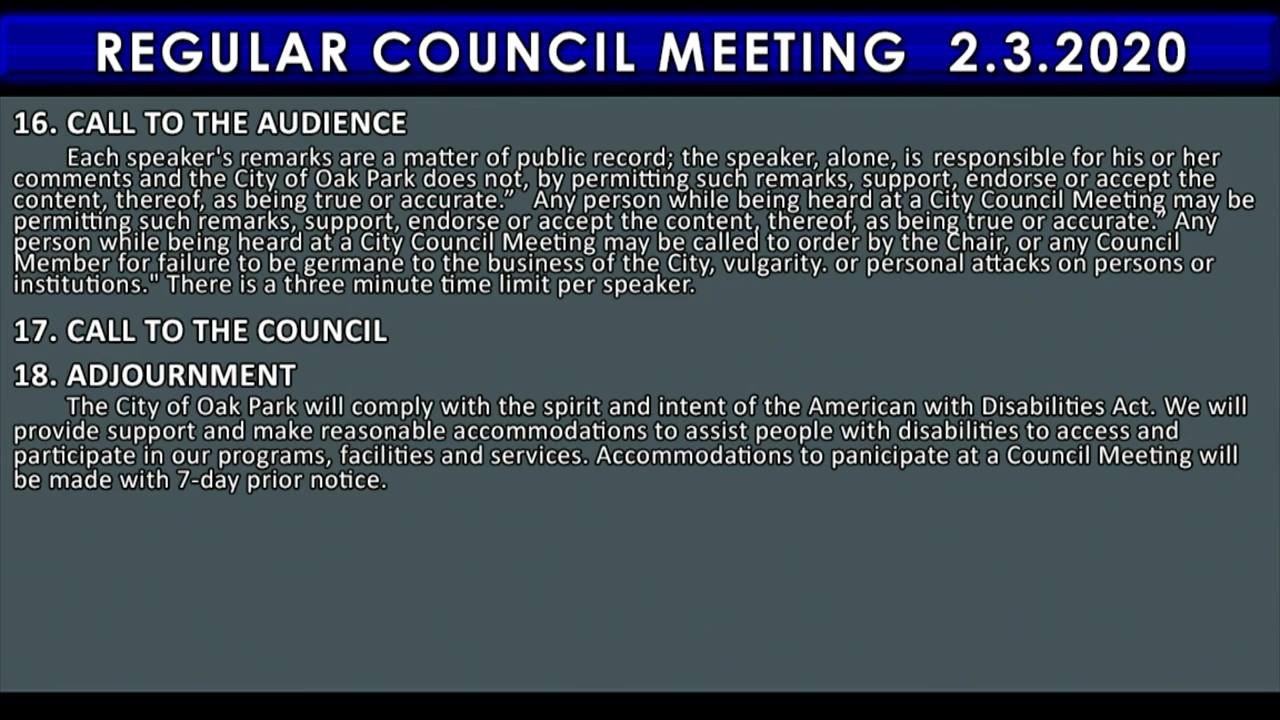 REGULAR COUNCIL MEETING 2.3.2020
16. CALL TO THE AUDIENCE
Each speaker's remarks are a matter of public record; the speaker, alone, is responsible for his or her
comments and the City of Oak Park does not, by permitting such remarks, support, endorse or accept the
content, thereof, as being true or accurate.” Any person while being heard at a City Council Meeting may be
permitting such remarks, support, endorse or accept the content, thereof, as being true or accurate.” Any
person while being heard at a City Council Meeting may be called to order by the Chair, or any Council
Member for failure to be germane to the business of the City, vulgarity. or personal attacks on persons or
institutions." There is a three minute time limit per speaker.
17. CALL TO THE COUNCIL
18. ADJOURNMENT
The City of Oak Park will comply with the spirit and intent of the American with Disabilities Act. We will
provide support and make reasonable accommodations to assist people with disabilities to access and
participate in our programs, facilities and services. Accommodations to panicipate at a Council Meeting will
be made with 7-day prior notice.